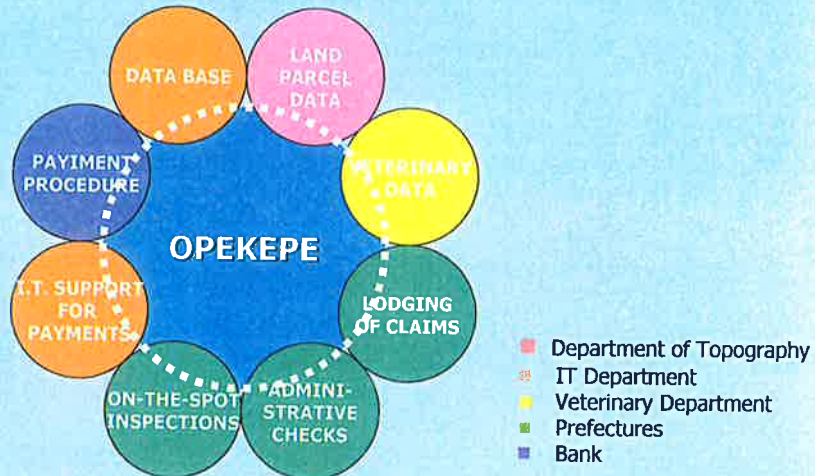 DATA BASE
LAND
PARCEL
DATA
PAYIMENT
PROCEDURE
VETERINARY
DATA
OPEKEPE
I.T. SUPPORT
FOR
PAYMENTS
LODGING
OF CLAIMS
ON-THE-SPOT
INSPECTIONS
ADMINI-
STRATIVE
CHECKS
Department of Topography
IT Department
Veterinary Department
Prefectures
Bank